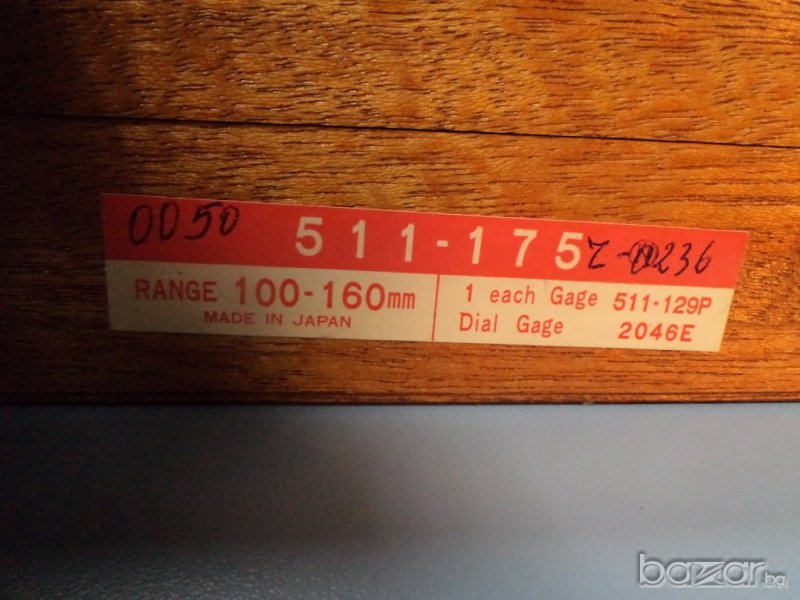 0050 511-175 Z-00236
RANGE 100-160mm
MADE IN JAPAN
1 each Gage 511-129P
Dial Gage 2046E
bazar.bg